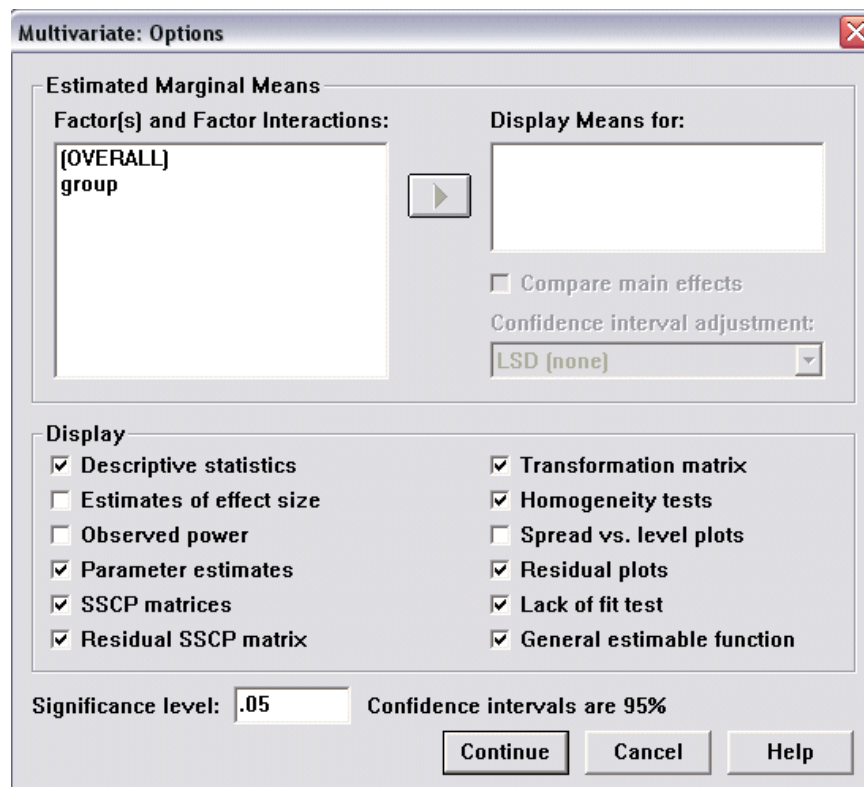 Multivariate: Options
Estimated Marginal Means
Factor(s) and Factor Interactions:
(OVERALL)
group
Display Means for:
Compare main effects
Confidence interval adjustment:
LSD (none)
Display
Descriptive statistics
Estimates of effect size
Observed power
Parameter estimates
SSCP matrices
Residual SSCP matrix
Transformation matrix
Homogeneity tests
Spread vs. level plots
Residual plots
Lack of fit test
General estimable function
Significance level: .05 Confidence intervals are 95%
Continue Cancel Help